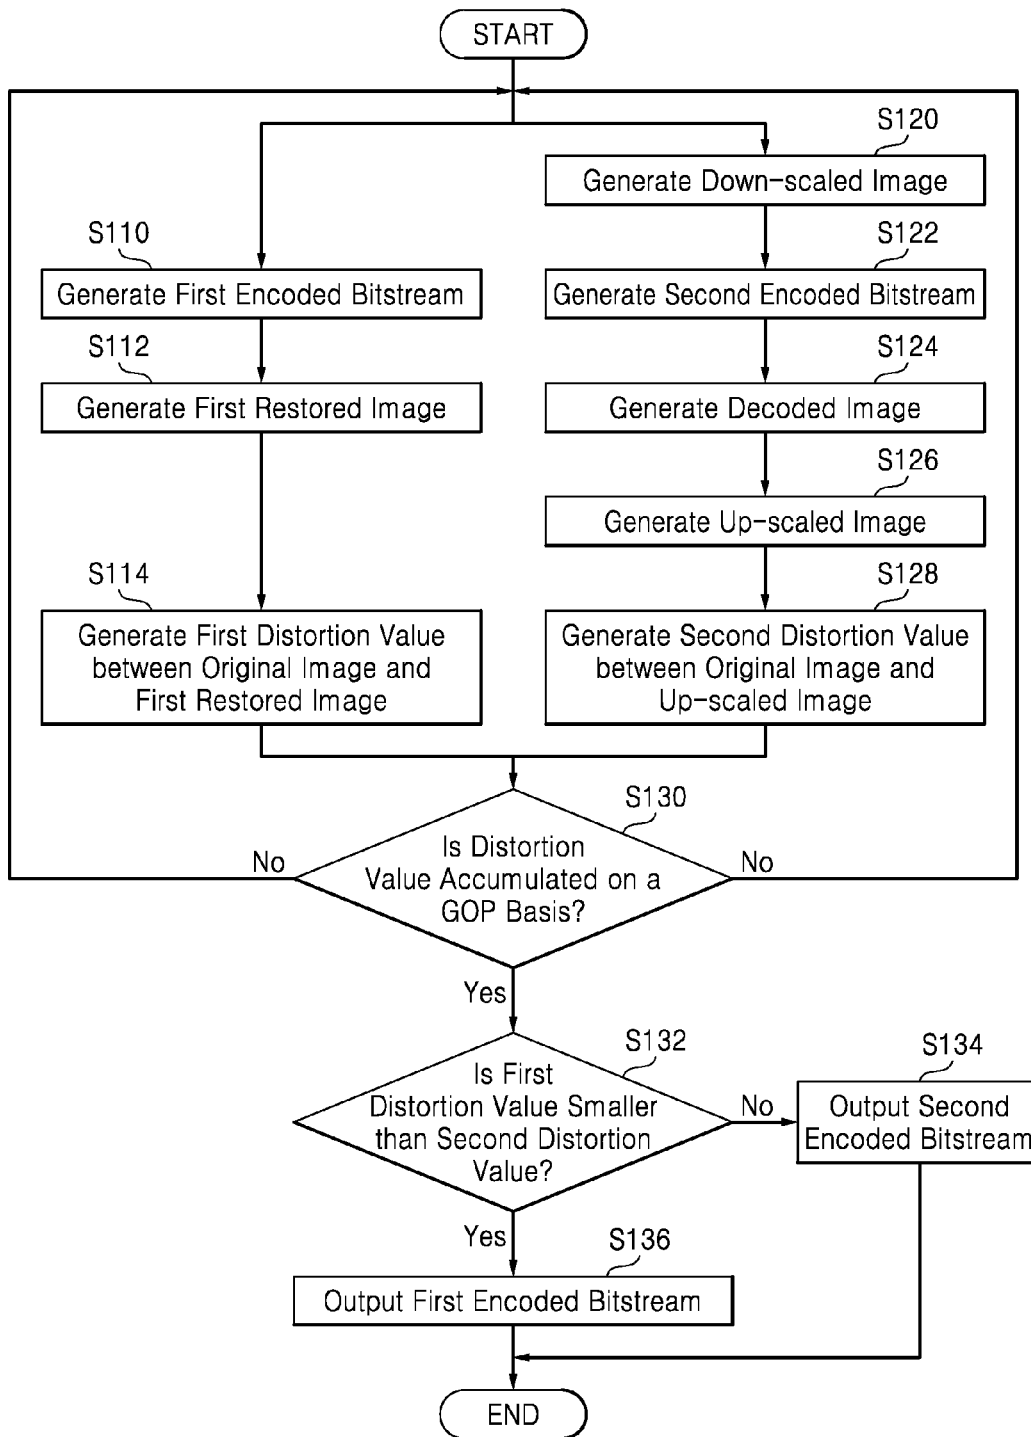 START
S120
Generate Down-scaled Image
S110
Generate First Encoded Bitstream
S122
Generate Second Encoded Bitstream
S112
Generate First Restored Image
S124
Generate Decoded Image
S126
Generate Up-scaled Image
S114
Generate First Distortion Value
between Original Image and
First Restored Image
S128
Generate Second Distortion Value
between Original Image and
Up-scaled Image
S130
Is Distortion
Value Accumulated on a
GOP Basis?
No
No
Yes
S132
Is First
Distortion Value Smaller
than Second Distortion
Value?
No
S134
Output Second
Encoded Bitstream
Yes
S136
Output First Encoded Bitstream
END